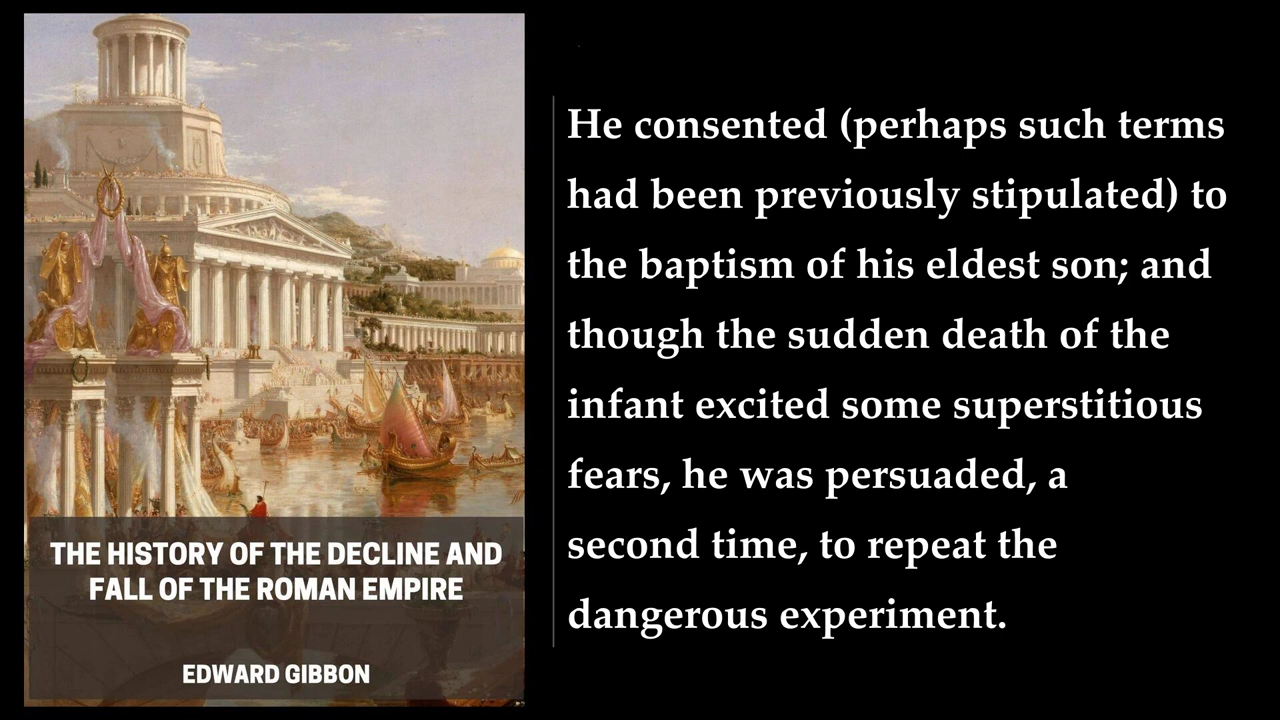 THE HISTORY OF THE DECLINE AND
FALL OF THE ROMAN EMPIRE
EDWARD GIBBON
He consented (perhaps such terms
had been previously stipulated) to
the baptism of his eldest son; and
though the sudden death of the
infant excited some superstitious
fears, he was persuaded, a
second time, to repeat the
dangerous experiment.